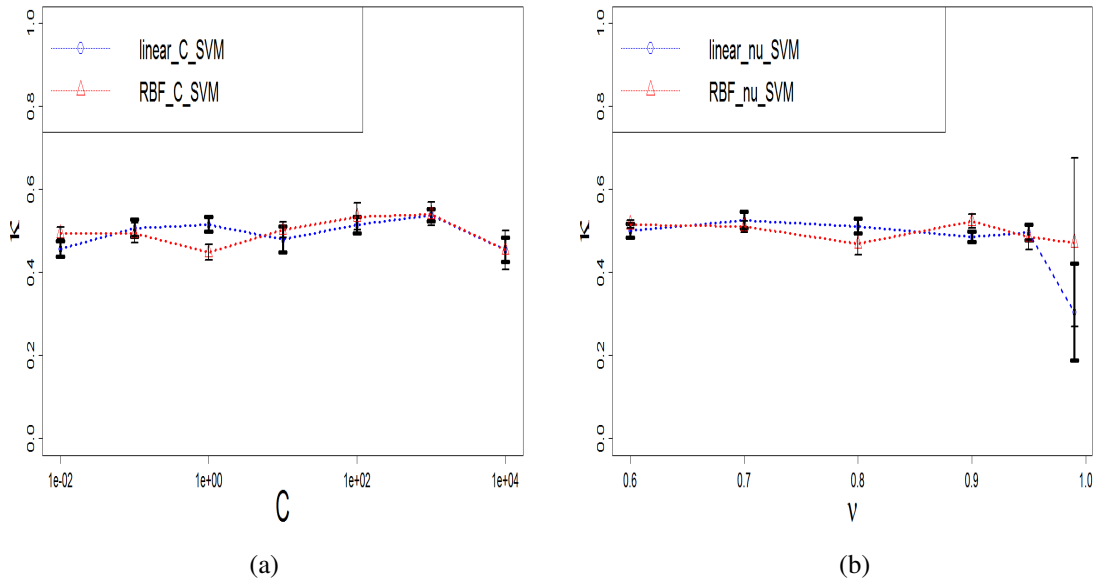 linear_C_SVM
RBF_C_SVM
κ
0.0
0.2
0.4
0.6
0.8
1.0
1e-02
1e+00
1e+02
1e+04
C
(a)
linear_nu_SVM
RBF_nu_SVM
κ
0.0
0.2
0.4
0.6
0.8
1.0
0.6
0.7
0.8
0.9
1.0
ν
(b)